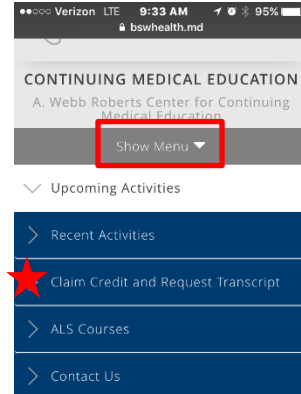 Verizon LTE 9:33 AM 95%
bswhealth.md
CONTINUING MEDICAL EDUCATION
A. Webb Roberts Center for Continuing
Medical Education
Show Menu
Upcoming Activities
Recent Activities
Claim Credit and Request Transcript
ALS Courses
Contact Us